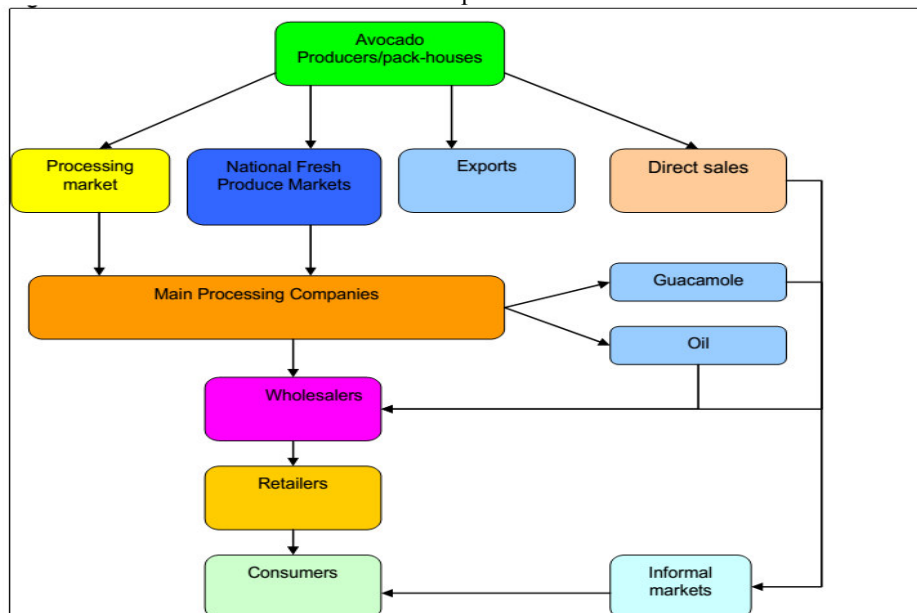 Avocado
Producers/pack-houses
Processing
market
National Fresh
Produce Markets
Exports
Direct sales
Main Processing Companies
Guacamole
Oil
Wholesalers
Retailers
Consumers
Informal
markets